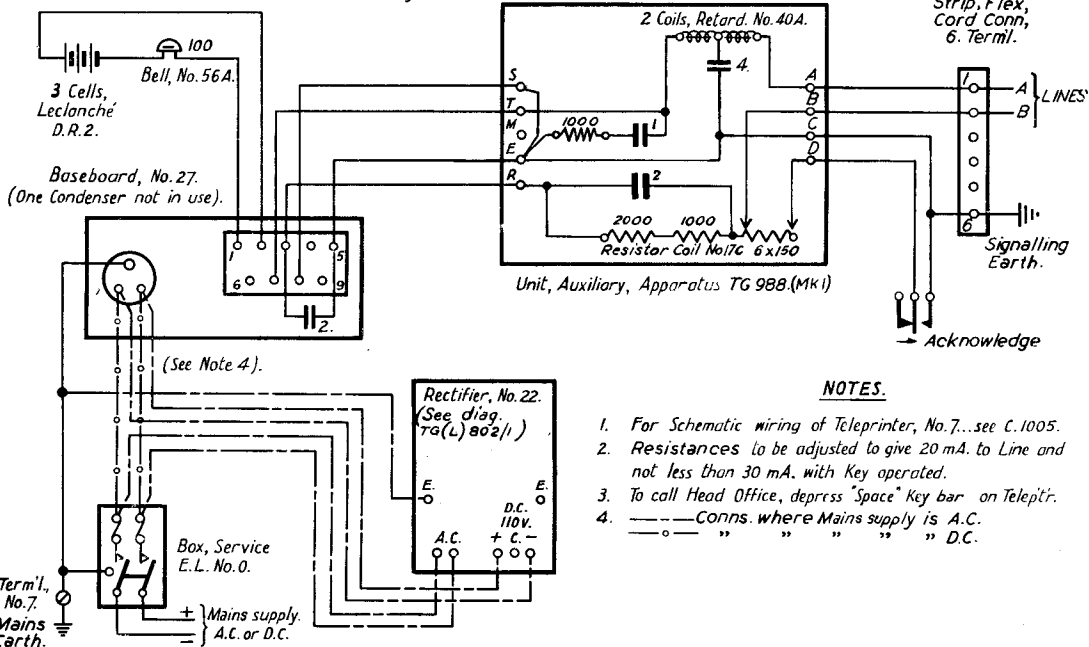 Strip, Flex,
Cord Conn,
6. Term'l.
2 Coils, Retard. No. 40A.
100
Bell, No. 56A.
3 Cells,
Leclanché
D.R.2.
Baseboard, No. 27.
(One Condenser not in use).
1
5
6
9
2.
S
T
M
E
R
1000
1
4.
2
2000
1000
Resistor Coil No17C 6x150
A
B
C
D
Unit, Auxiliary, Apparatus TG 988.(MK I)
1
A
B
LINES
6
Signalling
Earth.
Acknowledge
(See Note 4).
Rectifier, No. 22.
(See diag.
TG(L) 802/1)
E.
E.
D.C.
110v.
A.C.
+ C. −
Box, Service
E.L. No. 0.
Term'l.,
No. 7.
Mains
Earth.
+
−
Mains supply.
A.C. or D.C.
NOTES.
1. For Schematic wiring of Teleprinter, No. 7...see C.1005.
2. Resistances to be adjusted to give 20 mA. to Line and
not less than 30 mA. with Key operated.
3. To call Head Office, depress "Space" Key bar on Telep'tr.
4. Conns. where Mains supply is A.C.
" " " " " D.C.